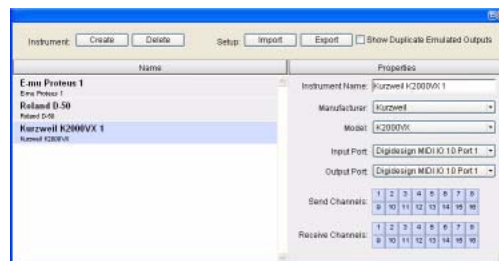 Instrument: Create Delete Setup: Import Export Show Duplicate Emulated Outputs
Name
E-mu Proteus 1
E-mu Proteus 1
Roland D-50
Roland D-50
Kurzweil K2000VX 1
Kurzweil K2000VX
Properties
Instrument Name: Kurzweil K2000VX 1
Manufacturer: Kurzweil
Model: K2000VX
Input Port: Digidesign MIDI IO 10 Port 1
Output Port: Digidesign MIDI IO 10 Port 1
Send Channels: 1 2 3 4 5 6 7 8
9 10 11 12 13 14 15 16
Receive Channels: 1 2 3 4 5 6 7 8
9 10 11 12 13 14 15 16